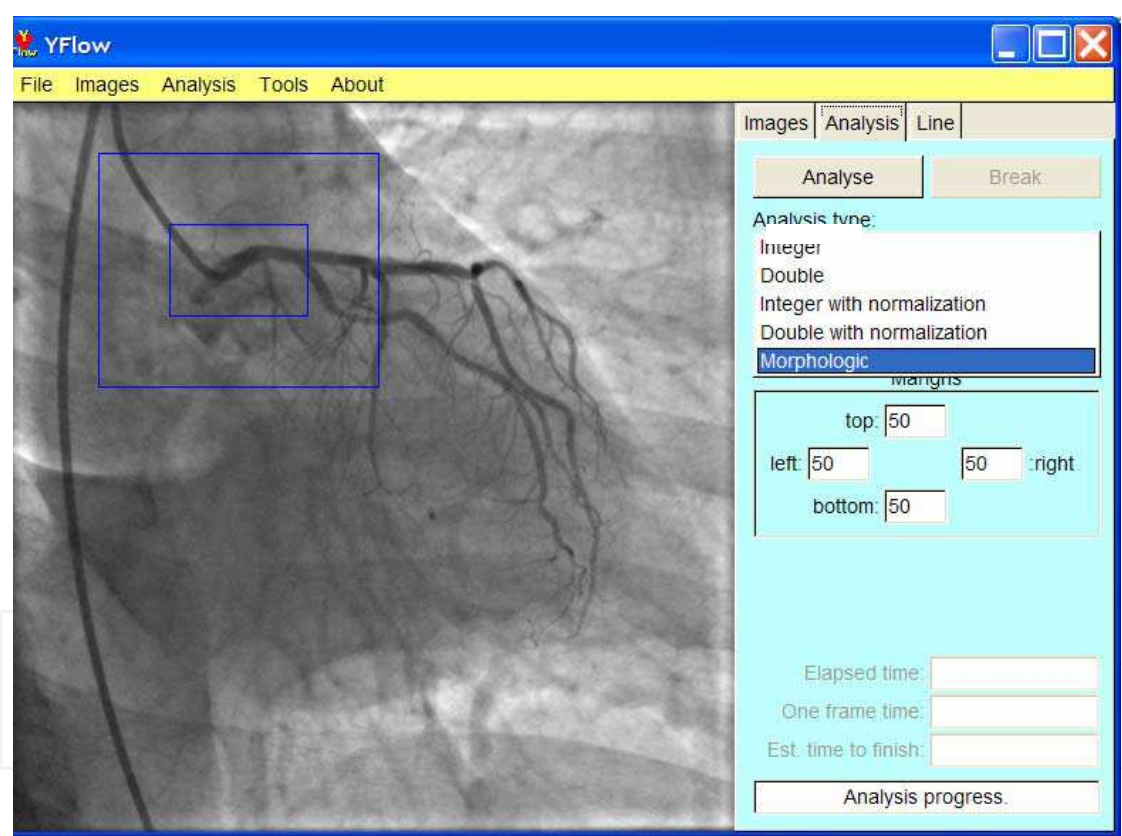 YFlow
File Images Analysis Tools About
Images Analysis Line
Analyse Break
Analysis type:
Integer
Double
Integer with normalization
Double with normalization
Morphologic
Marigns
top: 50
left: 50 50 :right
bottom: 50
Elapsed time:
One frame time:
Est. time to finish:
Analysis progress.